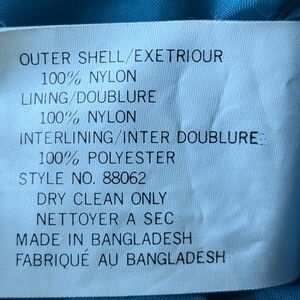 OUTER SHELL/EXETRIOUR
100% NYLON
LINING/DOUBLURE
100% NYLON
INTERLINING/INTER DOUBLURE
100% POLYESTER
STYLE NO. 88062
DRY CLEAN ONLY
NETTOYER A SEC
MADE IN BANGLADESH
FABRIQUÉ AU BANGLADESH